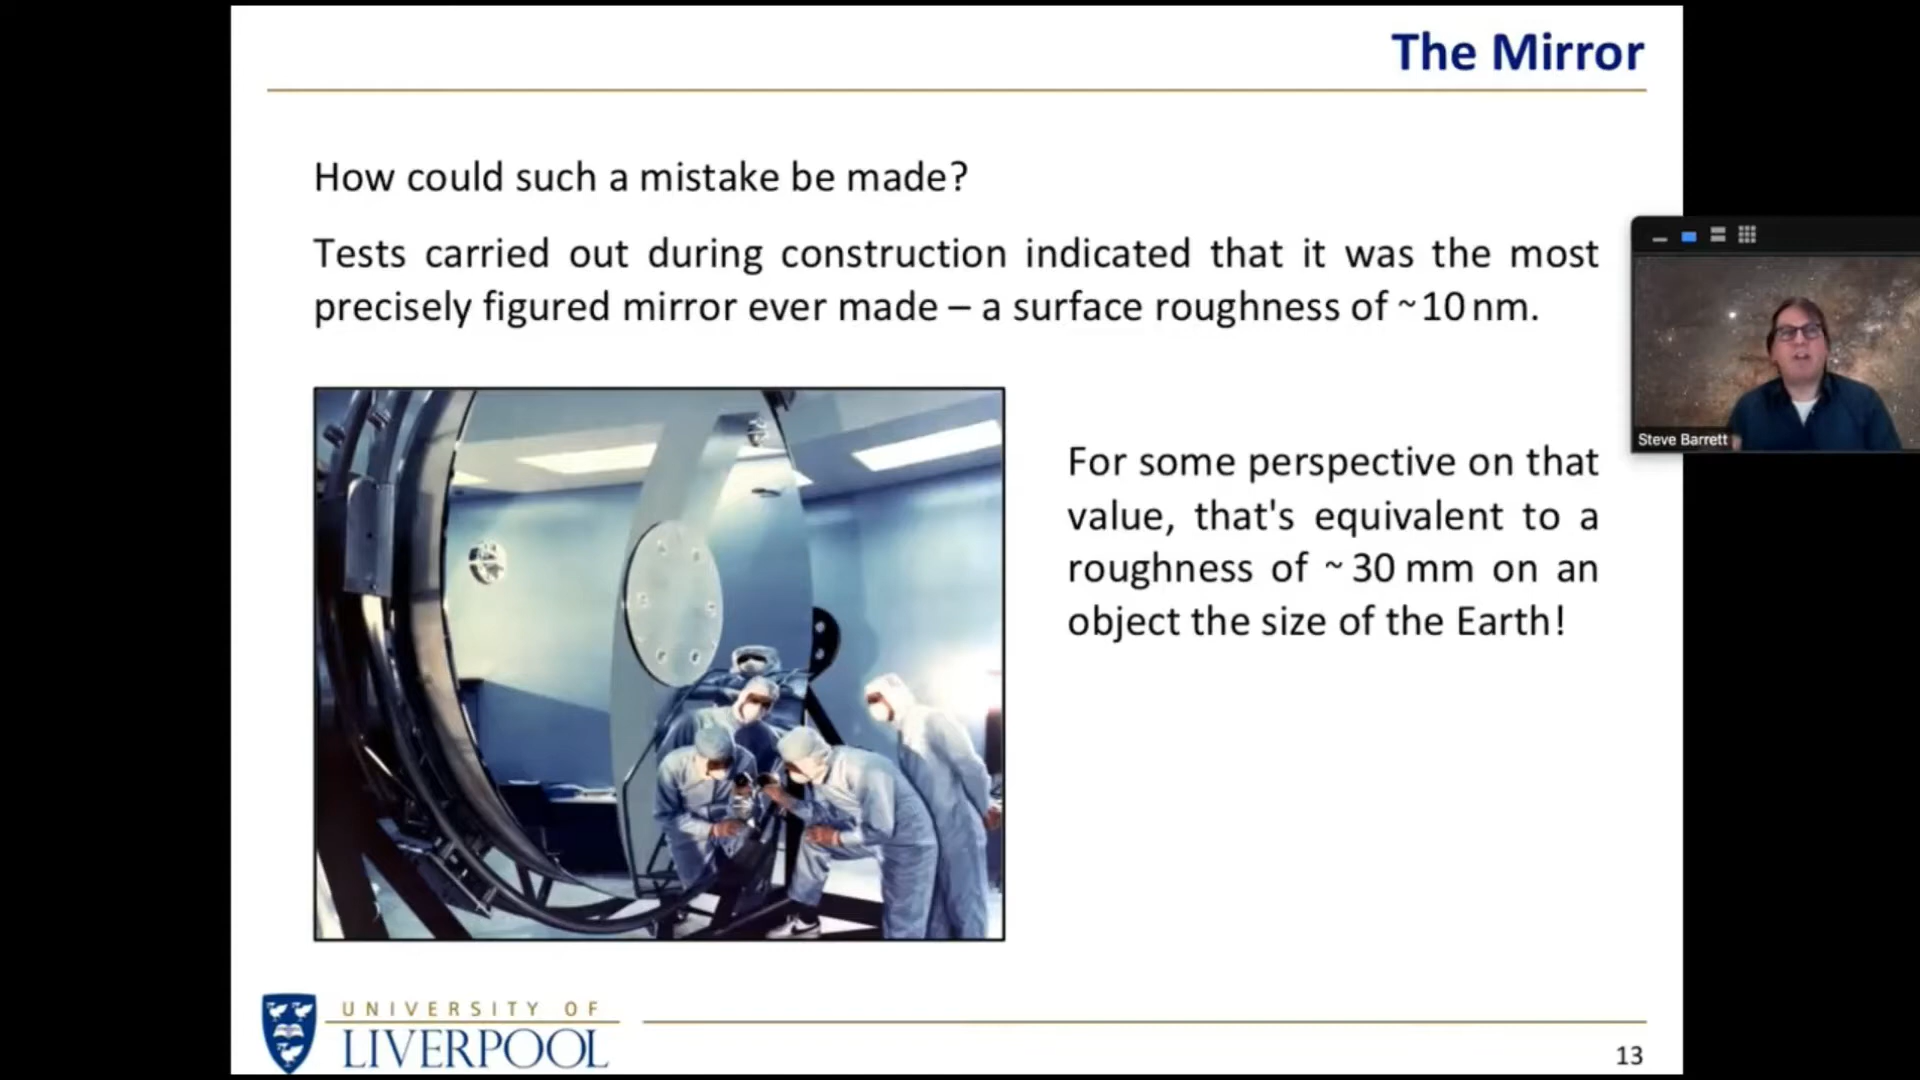 The Mirror
How could such a mistake be made?
Tests carried out during construction indicated that it was the most
precisely figured mirror ever made – a surface roughness of ~ 10 nm.
For some perspective on that
value, that's equivalent to a
roughness of ~ 30 mm on an
object the size of the Earth!
Steve Barrett
UNIVERSITY OF
LIVERPOOL
13